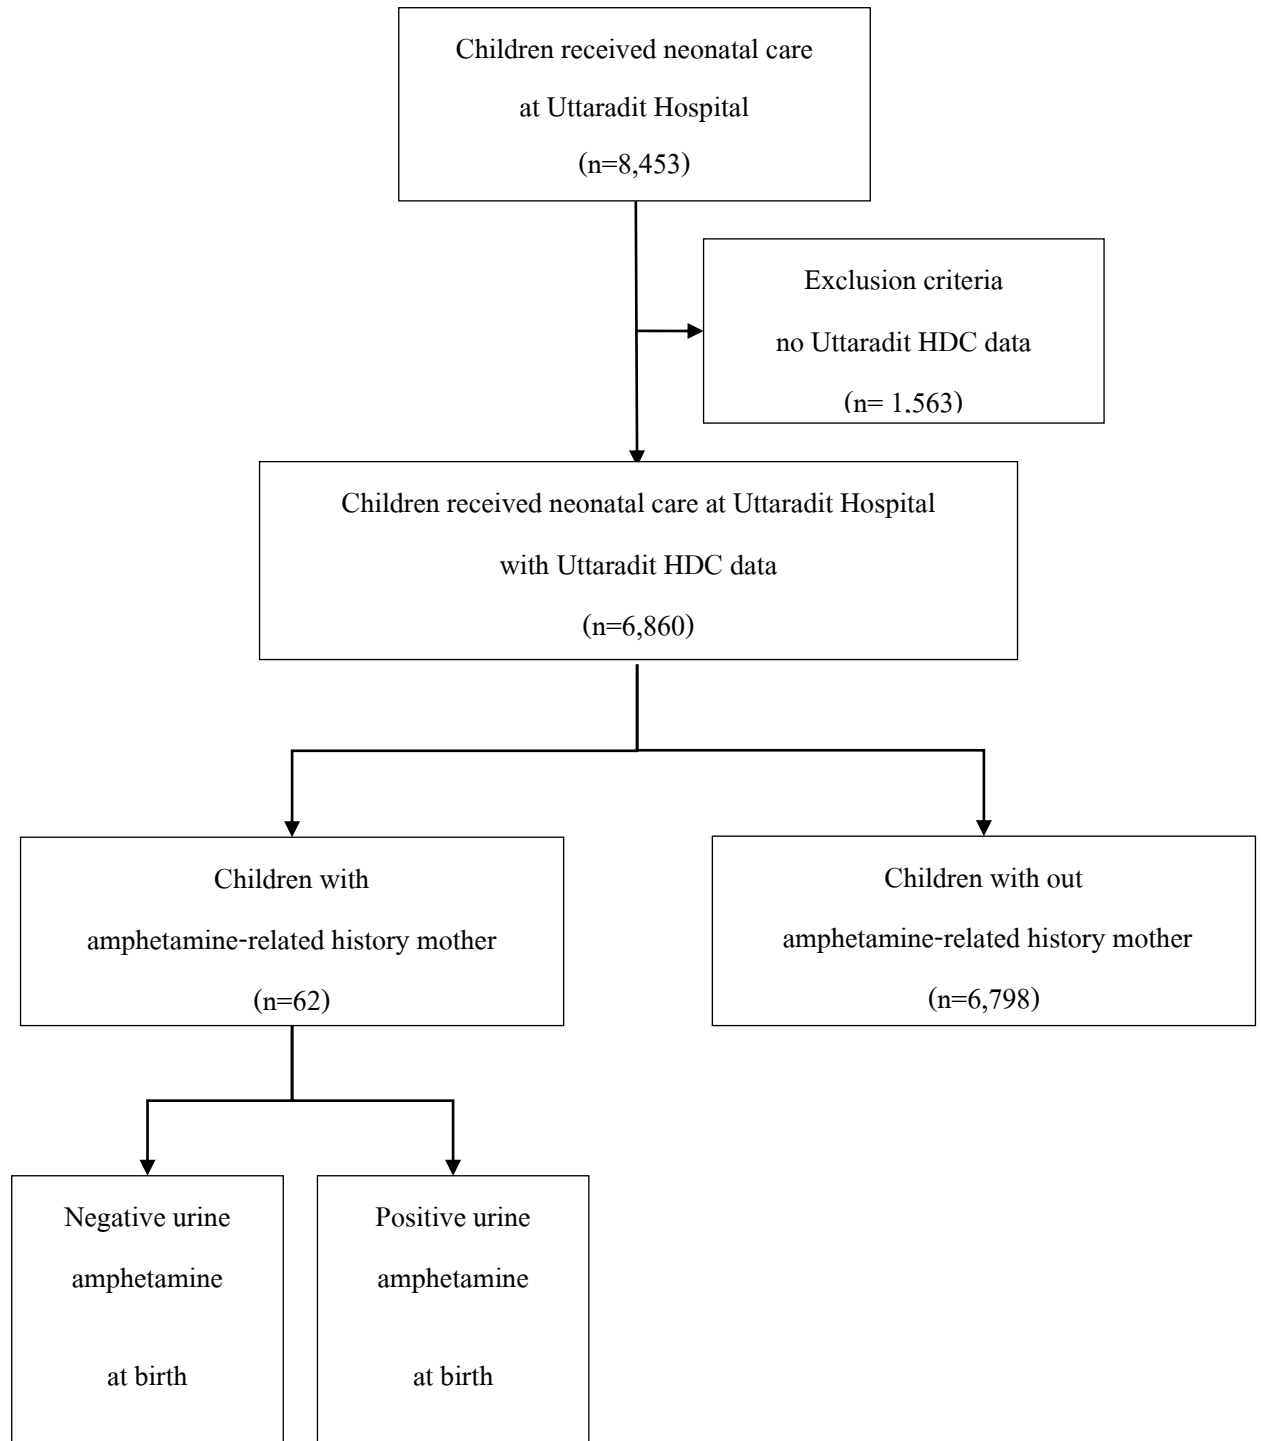 Children received neonatal care
at Uttaradit Hospital
(n=8,453)
Exclusion criteria
no Uttaradit HDC data
(n= 1,563)
Children received neonatal care at Uttaradit Hospital
with Uttaradit HDC data
(n=6,860)
Children with
amphetamine-related history mother
(n=62)
Children with out
amphetamine-related history mother
(n=6,798)
Negative urine
amphetamine
at birth
Positive urine
amphetamine
at birth